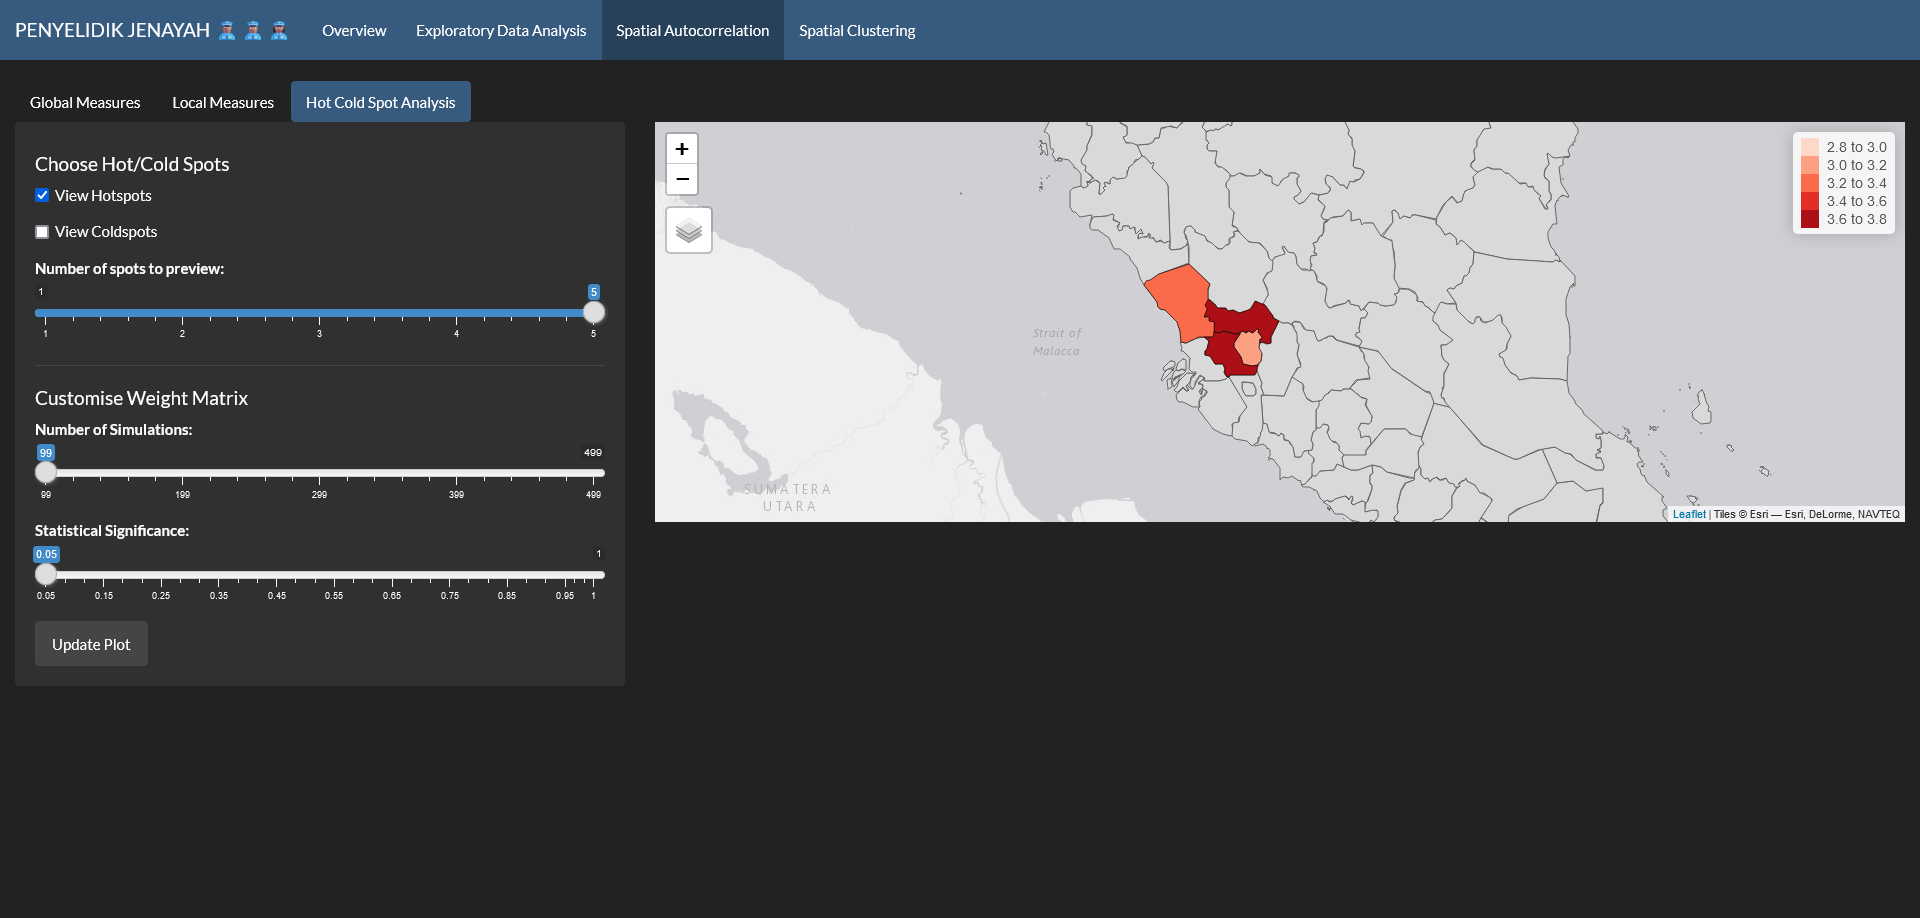 PENYELIDIK JENAYAH
Overview
Exploratory Data Analysis
Spatial Autocorrelation
Spatial Clustering
Global Measures
Local Measures
Hot Cold Spot Analysis
Choose Hot/Cold Spots
View Hotspots
View Coldspots
Number of spots to preview:
1 5
1 2 3 4 5
Customise Weight Matrix
Number of Simulations:
99 499
99 199 299 399 499
Statistical Significance:
0.05 1
0.05 0.15 0.25 0.35 0.45 0.55 0.65 0.75 0.85 0.95 1
Update Plot
+
−
Strait of
Malacca
SUMATERA
UTARA
2.8 to 3.0
3.0 to 3.2
3.2 to 3.4
3.4 to 3.6
3.6 to 3.8
Leaflet | Tiles © Esri — Esri, DeLorme, NAVTEQ